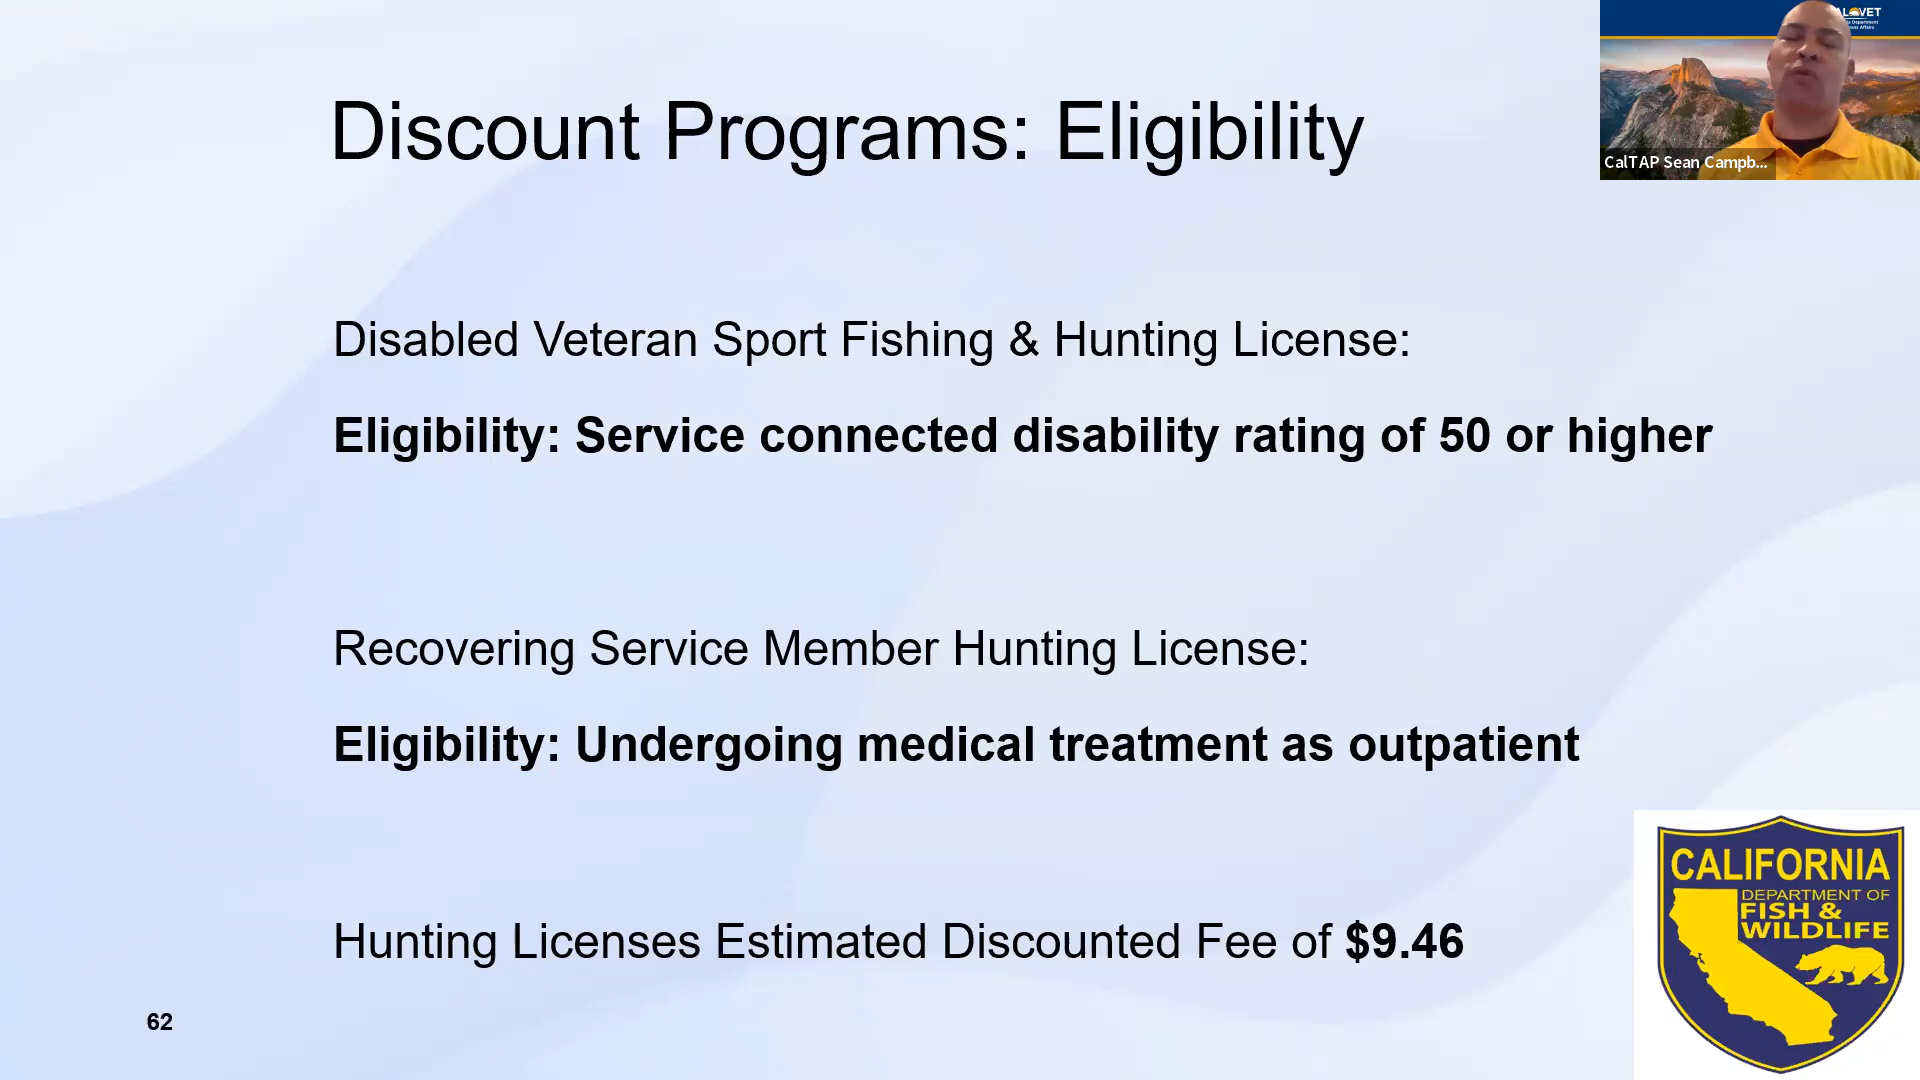 Discount Programs: Eligibility
CalTAP Sean Campb...
Disabled Veteran Sport Fishing & Hunting License:
Eligibility: Service connected disability rating of 50 or higher
Recovering Service Member Hunting License:
Eligibility: Undergoing medical treatment as outpatient
Hunting Licenses Estimated Discounted Fee of $9.46
62
CALIFORNIA
DEPARTMENT OF
FISH &
WILDLIFE